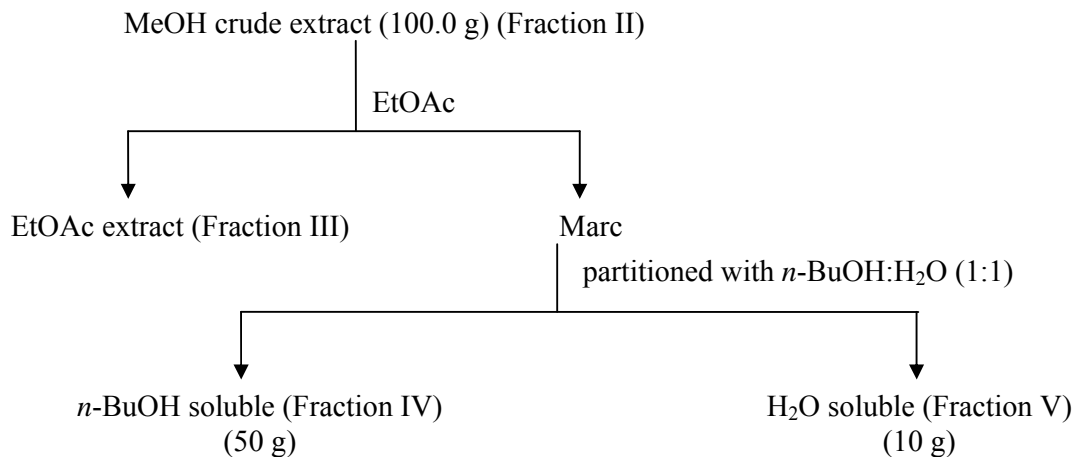 MeOH crude extract (100.0 g) (Fraction II)
EtOAc
EtOAc extract (Fraction III)
Marc
partitioned with n-BuOH:H₂O (1:1)
n-BuOH soluble (Fraction IV)
(50 g)
H₂O soluble (Fraction V)
(10 g)